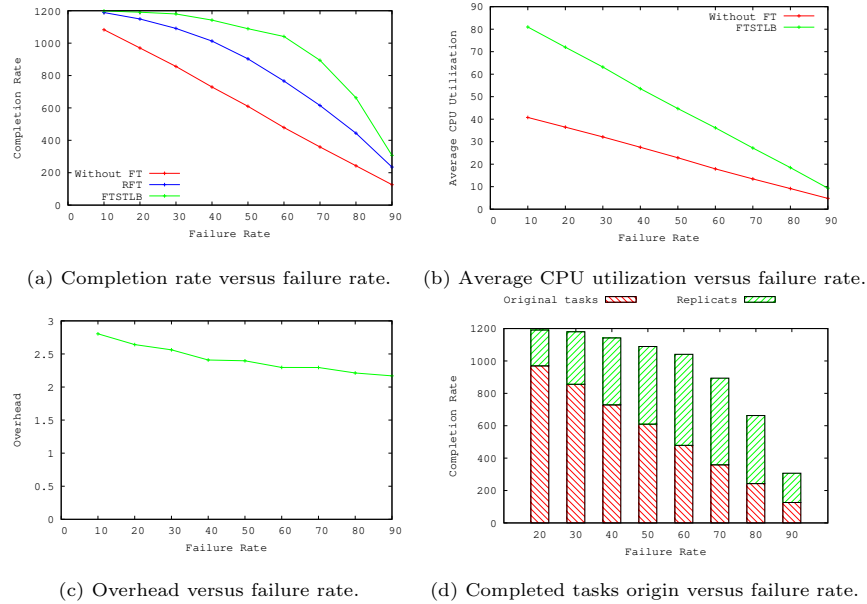 1200
1000
800
600
400
200
0
Completion Rate
Without FT
RFT
FTSTLB
0 10 20 30 40 50 60 70 80 90
Failure Rate
(a) Completion rate versus failure rate.
90
80
70
60
50
40
30
20
10
0
Average CPU Utilization
Without FT
FTSTLB
0 10 20 30 40 50 60 70 80 90
Failure Rate
(b) Average CPU utilization versus failure rate.
3
2.5
2
1.5
1
0.5
0
Overhead
0 10 20 30 40 50 60 70 80 90
Failure Rate
(c) Overhead versus failure rate.
Original tasks Replicats
1200
1000
800
600
400
200
0
Completion Rate
20 30 40 50 60 70 80 90
Failure Rate
(d) Completed tasks origin versus failure rate.